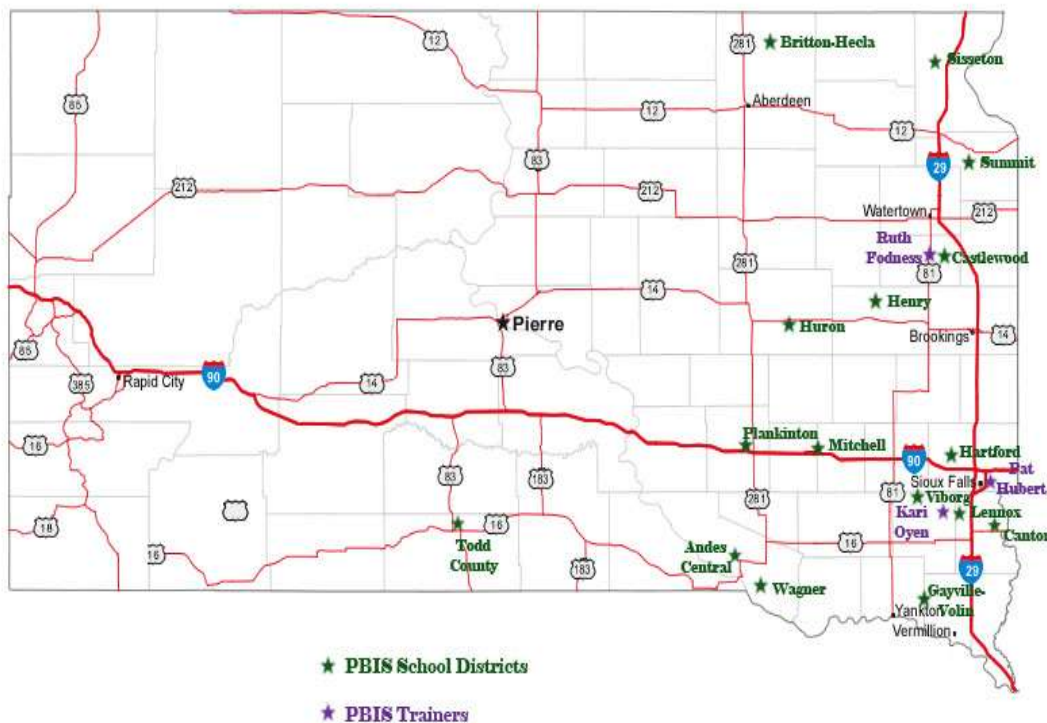 12
281
Britton-Hecla
Sisseton
85
Aberdeen
12
12
83
29
Summit
212
212
Watertown
212
Ruth
Fodness
Castlewood
281
81
14
Henry
Pierre
Huron
Brookings
14
85
Rapid City
385
90
14
83
Plankinton
Mitchell
Hartford
16
90
Pat
Hubert
Sioux Falls
83
183
281
81
Viborg
Kari
Oyen
Lennox
Canton
18
16
16
Todd
County
16
Andes
Central
183
29
Wagner
Gayville-
Volin
Yankton
Vermillion
PBIS School Districts
PBIS Trainers